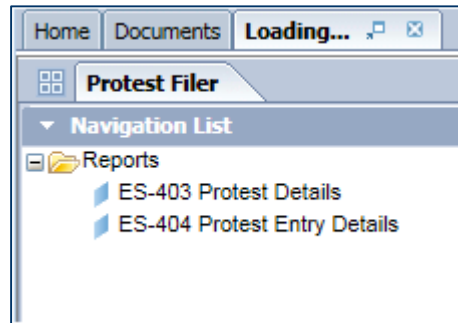 Home Documents Loading...
Protest Filer
Navigation List
Reports
ES-403 Protest Details
ES-404 Protest Entry Details